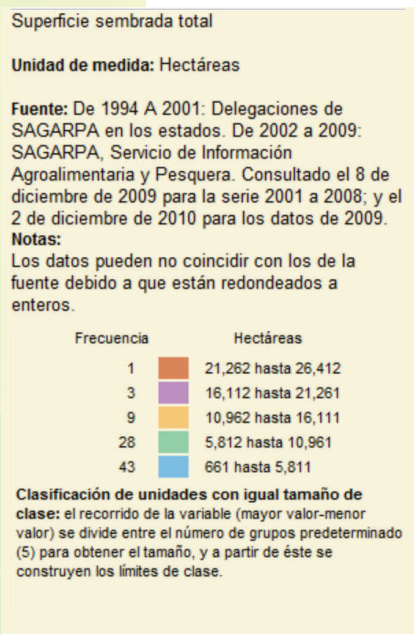 Superficie sembrada total
Unidad de medida: Hectáreas
Fuente: De 1994 A 2001: Delegaciones de
SAGARPA en los estados. De 2002 a 2009:
SAGARPA, Servicio de Información
Agroalimentaria y Pesquera. Consultado el 8 de
diciembre de 2009 para la serie 2001 a 2008; y el
2 de diciembre de 2010 para los datos de 2009.
Notas:
Los datos pueden no coincidir con los de la
fuente debido a que están redondeados a
enteros.
Frecuencia Hectáreas
1 21,262 hasta 26,412
3 16,112 hasta 21,261
9 10,962 hasta 16,111
28 5,812 hasta 10,961
43 661 hasta 5,811
Clasificación de unidades con igual tamaño de
clase: el recorrido de la variable (mayor valor-menor
valor) se divide entre el número de grupos predeterminado
(5) para obtener el tamaño, y a partir de éste se
construyen los límites de clase.